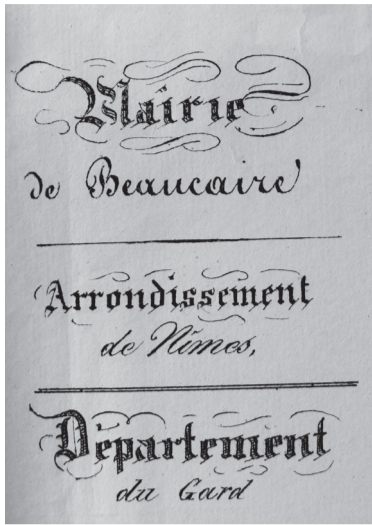 Mairie
de Beaucaire
Arrondissement
de Nîmes,
Département
du Gard